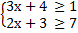 3x + 4 ≥ 1
2x + 3 ≥ 7